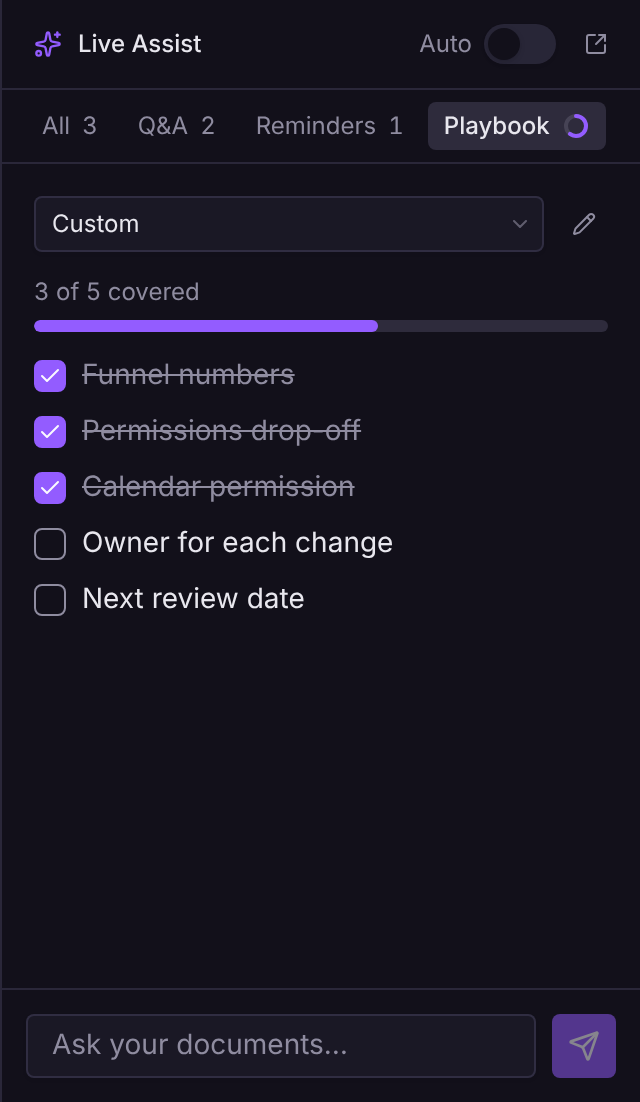 Live Assist Auto
All 3 Q&A 2 Reminders 1 Playbook
Custom
3 of 5 covered
Funnel numbers
Permissions drop-off
Calendar permission
Owner for each change
Next review date
Ask your documents...